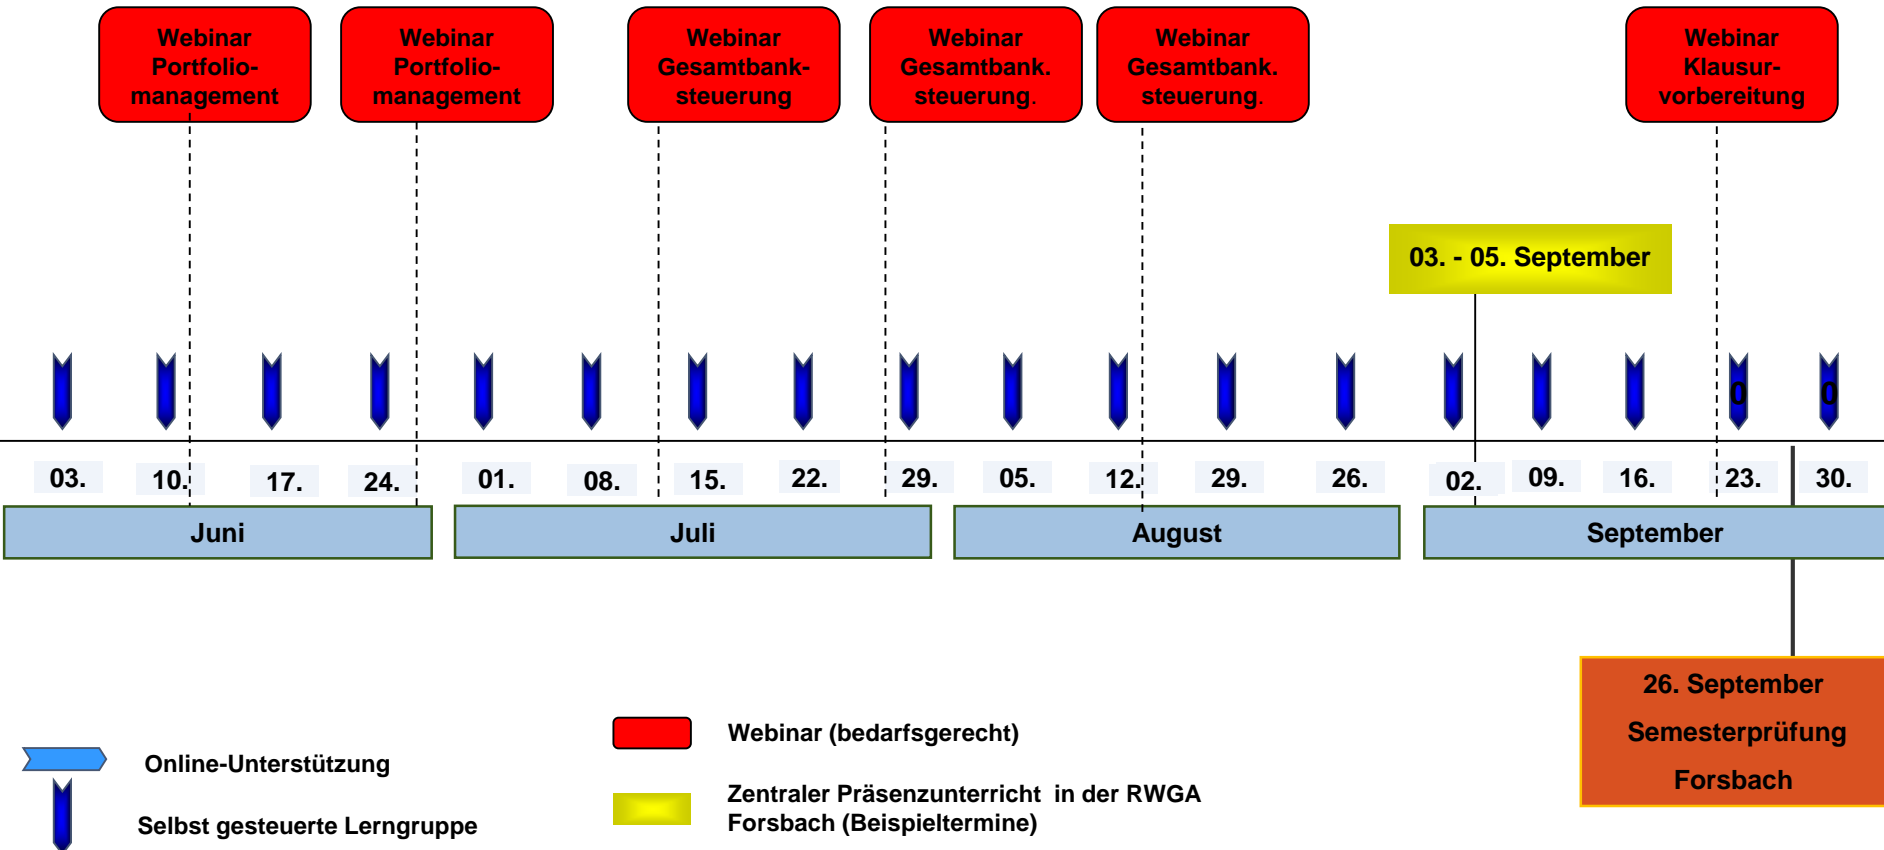 Webinar
Portfolio-
management
Webinar
Portfolio-
management
Webinar
Gesamtbank-
steuerung
Webinar
Gesamtbank.
steuerung.
Webinar
Gesamtbank.
steuerung.
Webinar
Klausur-
vorbereitung
03. - 05. September
0
0
03.
10.
17.
24.
01.
08.
15.
22.
29.
05.
12.
29.
26.
02.
09.
16.
23.
30.
Juni
Juli
August
September
26. September
Semesterprüfung
Forsbach
Online-Unterstützung
Selbst gesteuerte Lerngruppe
Webinar (bedarfsgerecht)
Zentraler Präsenzunterricht in der RWGA
Forsbach (Beispieltermine)